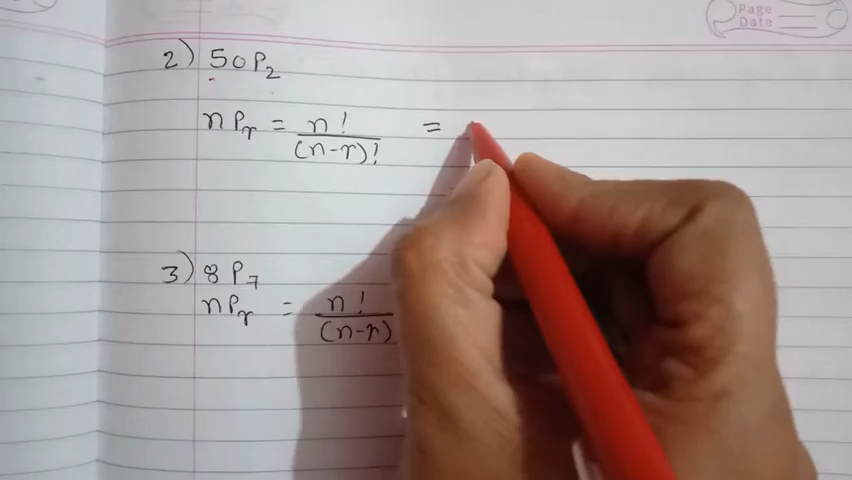 Page
Date
2) 50P₂
nPᵣ = n! / (n-r)! =
3) 8P₇
nPᵣ = n! / (n-r)